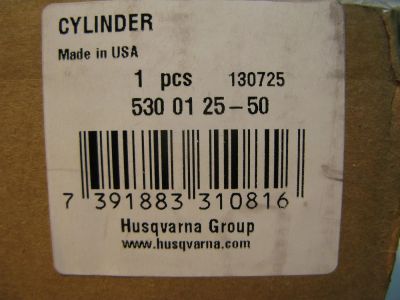 CYLINDER
Made in USA
1 pcs 130725
530 01 25-50
7 391883 310816
Husqvarna Group
www.husqvarna.com